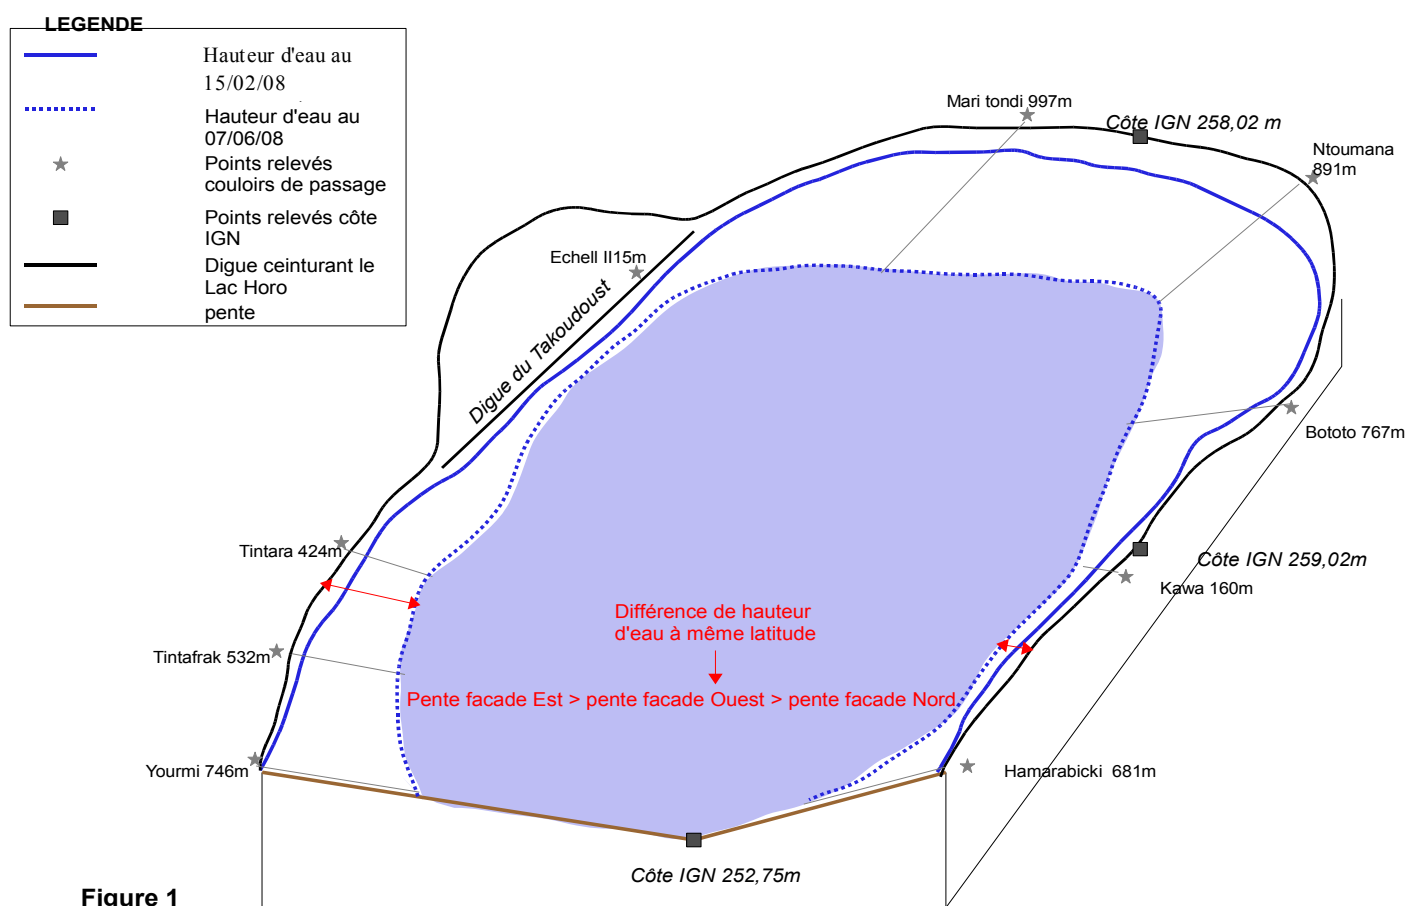 LEGENDE
Hauteur d'eau au
15/02/08
Hauteur d'eau au
07/06/08
Points relevés
couloirs de passage
Points relevés côte
IGN
Digue ceinturant le
Lac Horo
pente
Mari tondi 997m
Côte IGN 258,02 m
Ntoumana
891m
Echell II15m
Digue du Takoudoust
Bototo 767m
Tintara 424m
Côte IGN 259,02m
Kawa 160m
Différence de hauteur
d'eau à même latitude
Tintafrak 532m
Pente facade Est > pente facade Ouest > pente facade Nord.
Yourmi 746m
Hamarabicki 681m
Côte IGN 252,75m
Figure 1